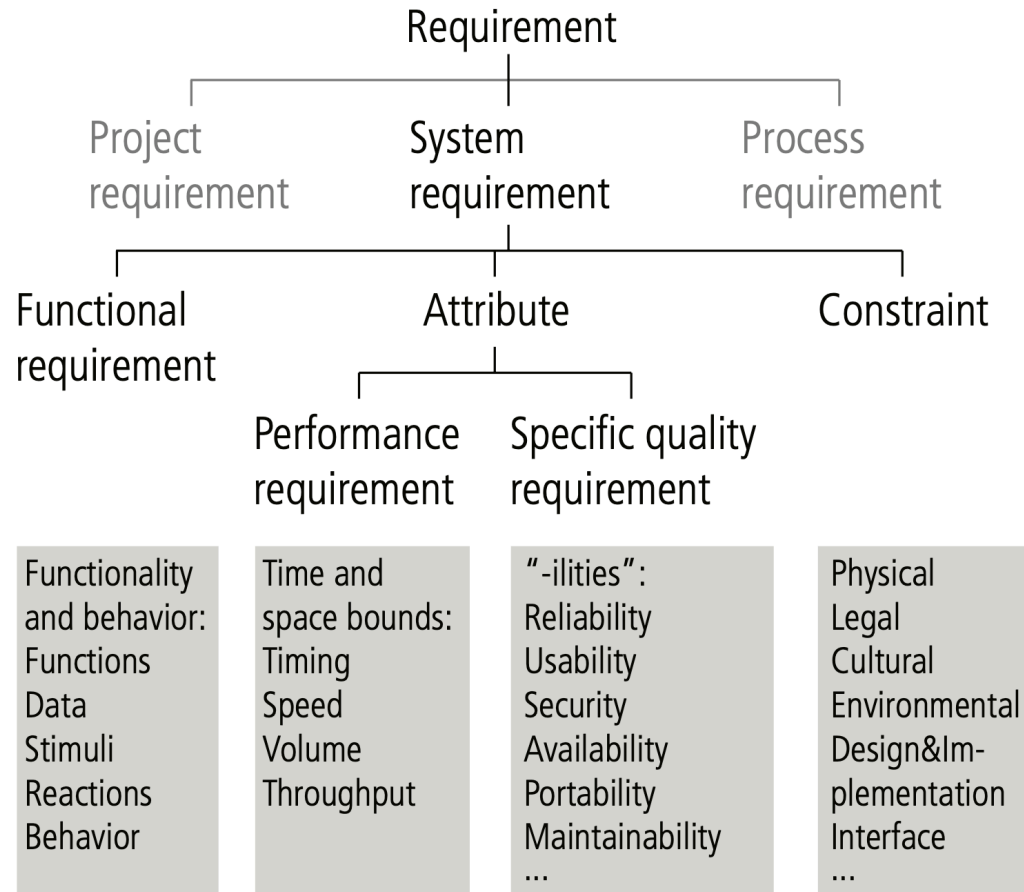 Requirement
Project
requirement
System
requirement
Process
requirement
Functional
requirement
Attribute
Constraint
Performance
requirement
Specific quality
requirement
Functionality
and behavior:
Functions
Data
Stimuli
Reactions
Behavior
Time and
space bounds:
Timing
Speed
Volume
Throughput
“-ilities”:
Reliability
Usability
Security
Availability
Portability
Maintainability
...
Physical
Legal
Cultural
Environmental
Design&Im-
plementation
Interface
...